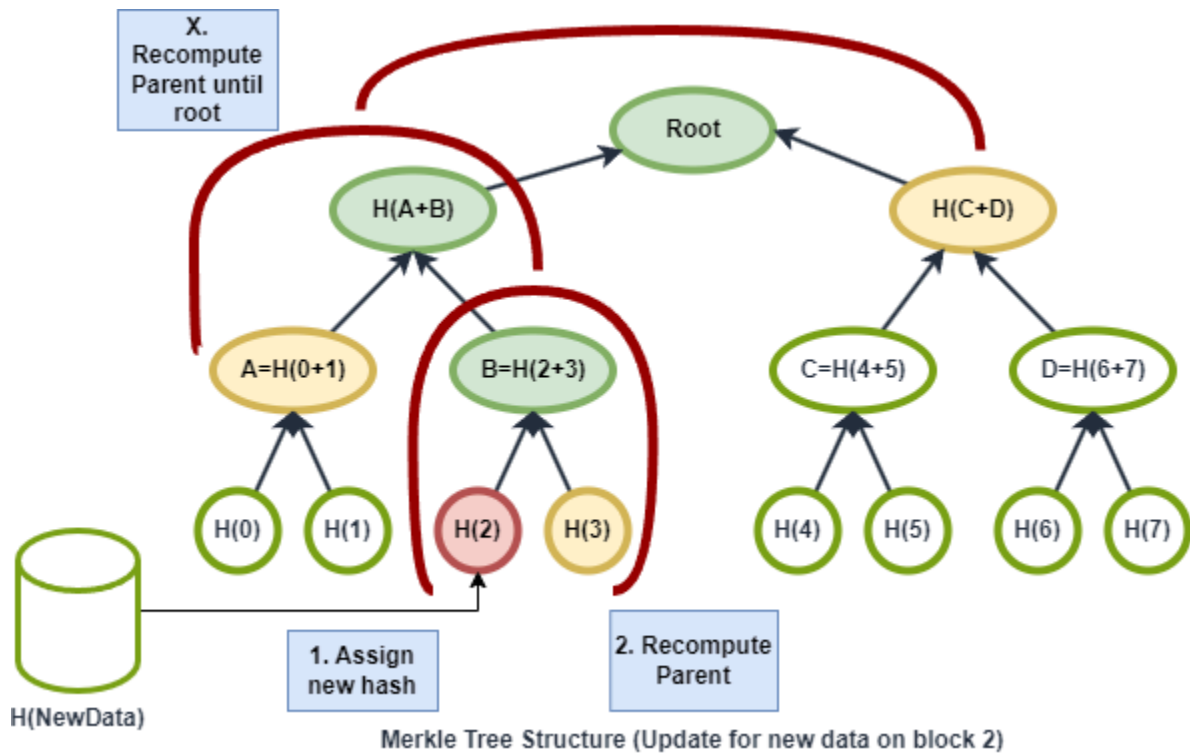 X.
Recompute
Parent until
root
Root
H(A+B)
H(C+D)
A=H(0+1)
B=H(2+3)
C=H(4+5)
D=H(6+7)
H(0)
H(1)
H(2)
H(3)
H(4)
H(5)
H(6)
H(7)
1. Assign
new hash
2. Recompute
Parent
H(NewData)
Merkle Tree Structure (Update for new data on block 2)